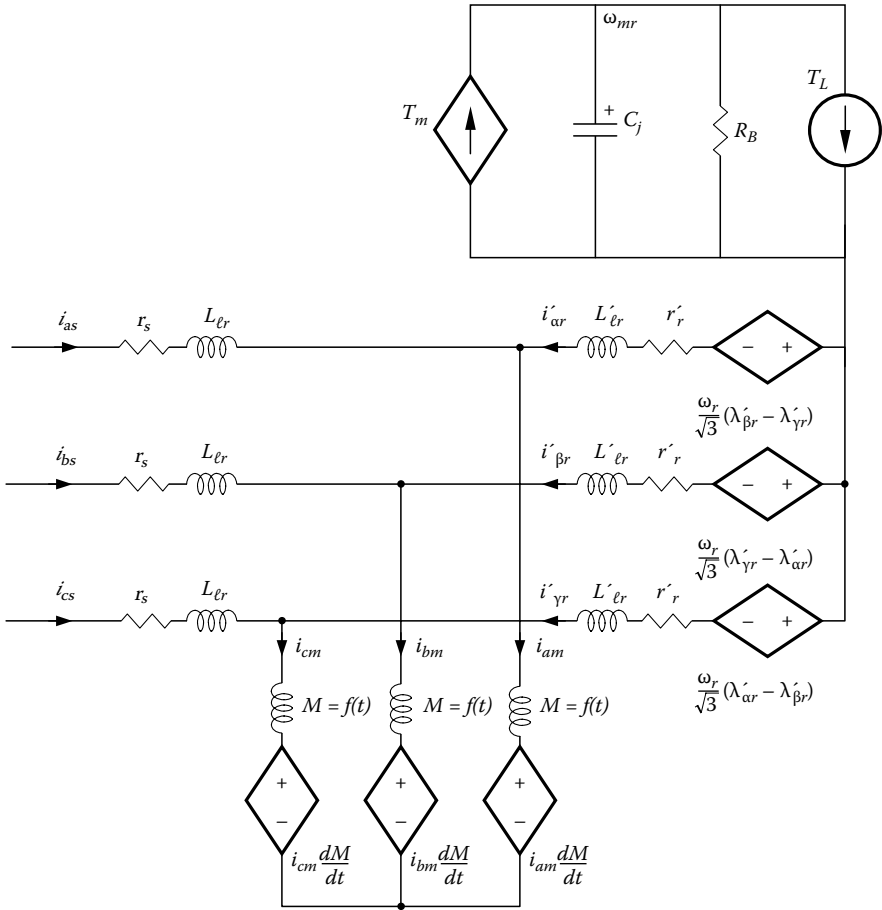 ω_mr
T_m
+
C_j
R_B
T_L
i_as
r_s
L_ℓr
i´_αr
L´_ℓr
r´_r
− +
ω_r/√3 (λ´_βr − λ´_γr)
i_bs
r_s
L_ℓr
i´_βr
L´_ℓr
r´_r
− +
ω_r/√3 (λ´_γr − λ´_αr)
i_cs
r_s
L_ℓr
i´_γr
L´_ℓr
r´_r
− +
ω_r/√3 (λ´_αr − λ´_βr)
i_cm
i_bm
i_am
M = f(t)
M = f(t)
M = f(t)
+
−
+
−
+
−
i_cm dM/dt
i_bm dM/dt
i_am dM/dt